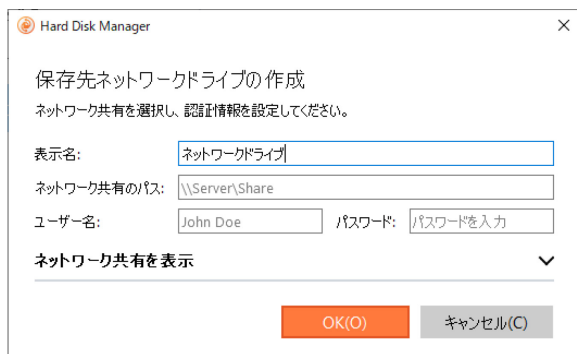 Hard Disk Manager
保存先ネットワークドライブの作成
ネットワーク共有を選択し、認証情報を設定してください。
表示名: ネットワークドライブ
ネットワーク共有のパス: \\Server\Share
ユーザー名: John Doe パスワード: パスワードを入力
ネットワーク共有を表示
OK(O) キャンセル(C)